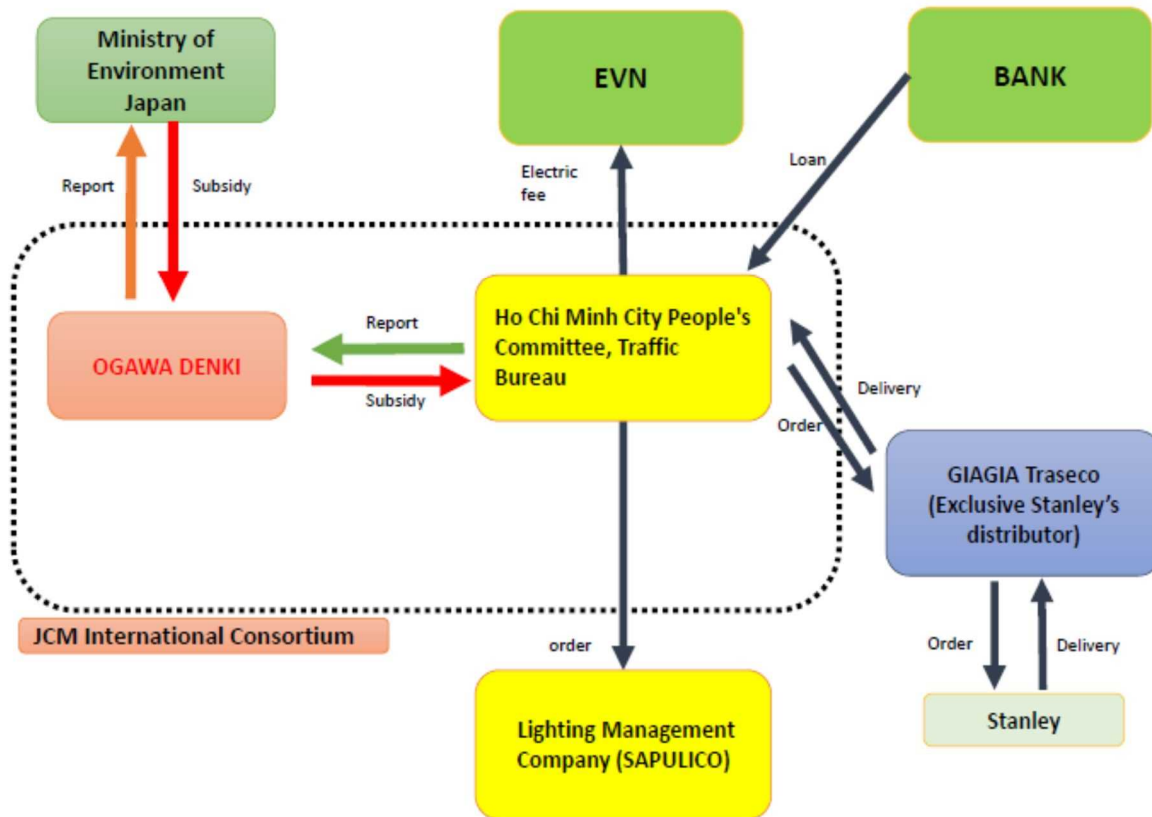 Ministry of
Environment
Japan
EVN
BANK
Report
Subsidy
Electric
fee
Loan
OGAWA DENKI
Report
Subsidy
Ho Chi Minh City People's
Committee, Traffic
Bureau
Delivery
Order
GIAGIA Traseco
(Exclusive Stanley's
distributor)
JCM International Consortium
order
Order
Delivery
Lighting Management
Company (SAPULICO)
Stanley